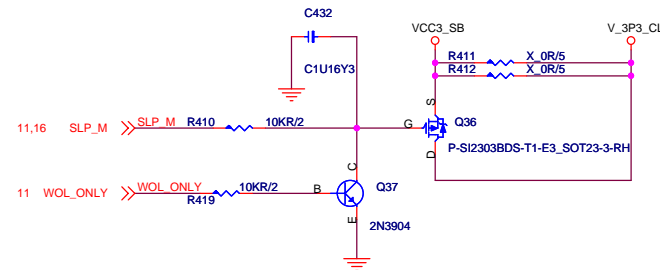 C432
C1U16Y3
VCC3_SB
V_3P3_CL
R411
X_0R/5
R412
X_0R/5
S
G
Q36
D
P-SI2303BDS-T1-E3_SOT23-3-RH
11,16
SLP_M
SLP_M
R410
10KR/2
C
11
WOL_ONLY
WOL_ONLY
R419
10KR/2
B
Q37
E
2N3904